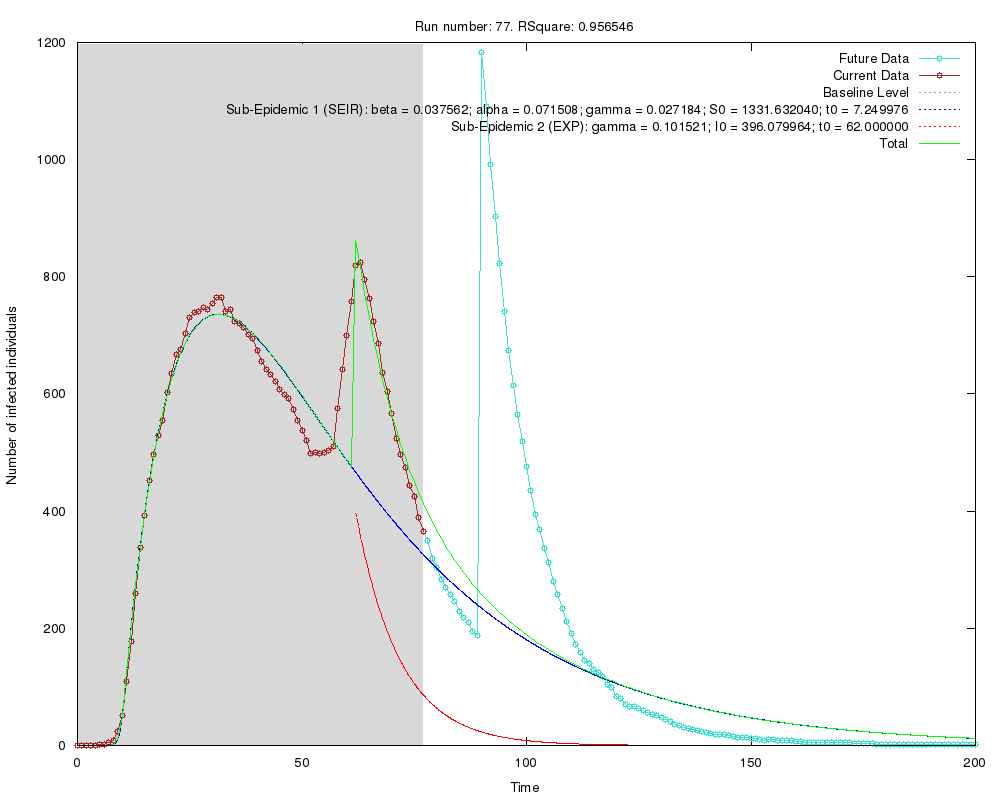 Run number: 77. RSquare: 0.956546
1200
1000
800
600
400
200
0
Number of infected individuals
Future Data
Current Data
Baseline Level
Sub-Epidemic 1 (SEIR): beta = 0.037562; alpha = 0.071508; gamma = 0.027184; S0 = 1331.632040; t0 = 7.249976
Sub-Epidemic 2 (EXP): gamma = 0.101521; I0 = 396.079964; t0 = 62.000000
Total
0 50 100 150 200
Time